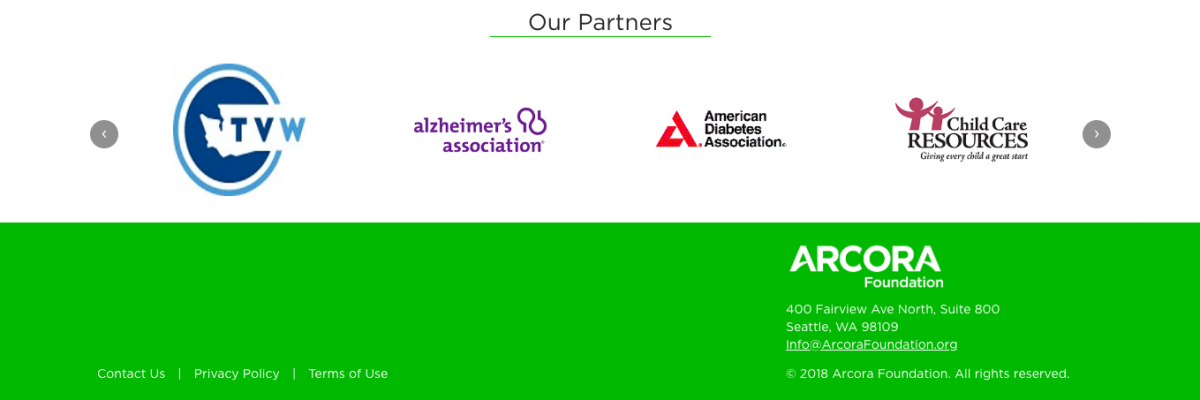 Our Partners
TVW
alzheimer's
association®
American
Diabetes
Association®
Child Care
RESOURCES
Giving every child a great start
ARCORA
Foundation
400 Fairview Ave North, Suite 800
Seattle, WA 98109
Info@ArcoraFoundation.org
Contact Us | Privacy Policy | Terms of Use
© 2018 Arcora Foundation. All rights reserved.